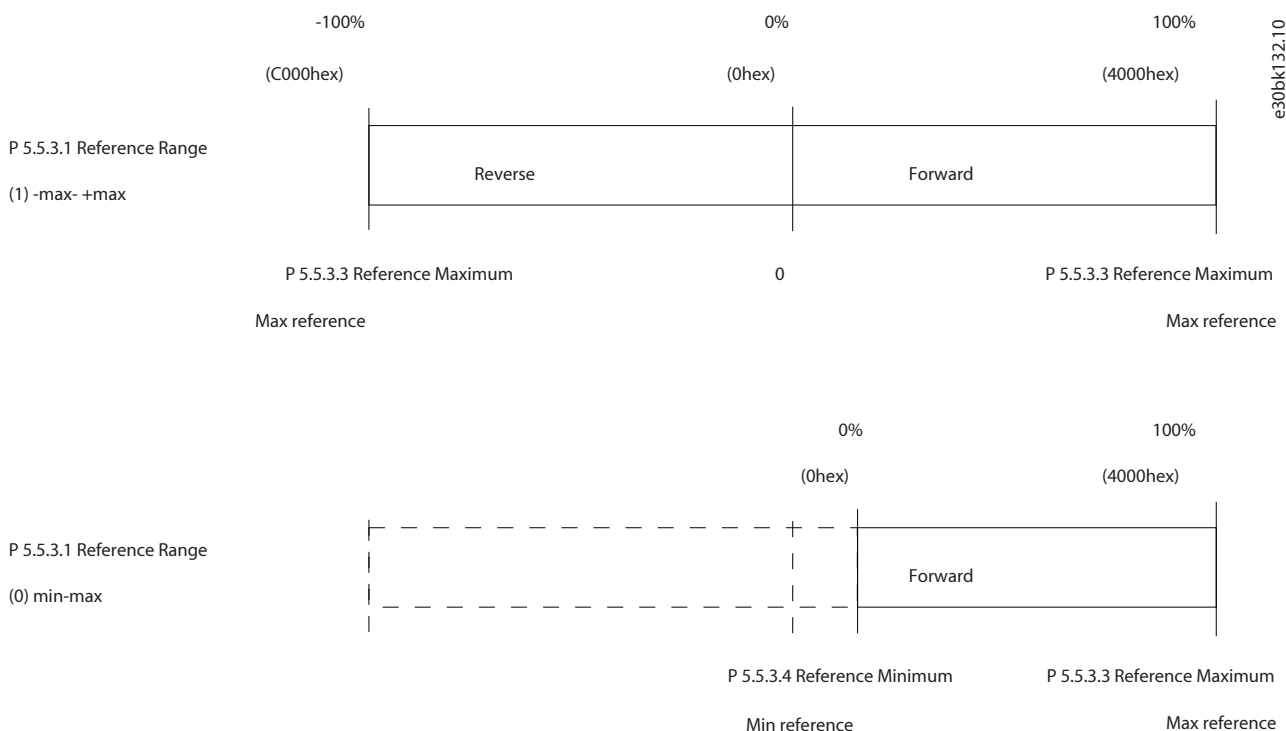 -100%
0%
100%
(C000hex)
(0hex)
(4000hex)
e30bk132.10
P 5.5.3.1 Reference Range
(1) -max- +max
Reverse
Forward
P 5.5.3.3 Reference Maximum
0
P 5.5.3.3 Reference Maximum
Max reference
Max reference
0%
100%
(0hex)
(4000hex)
P 5.5.3.1 Reference Range
(0) min-max
Forward
P 5.5.3.4 Reference Minimum
P 5.5.3.3 Reference Maximum
Min reference
Max reference